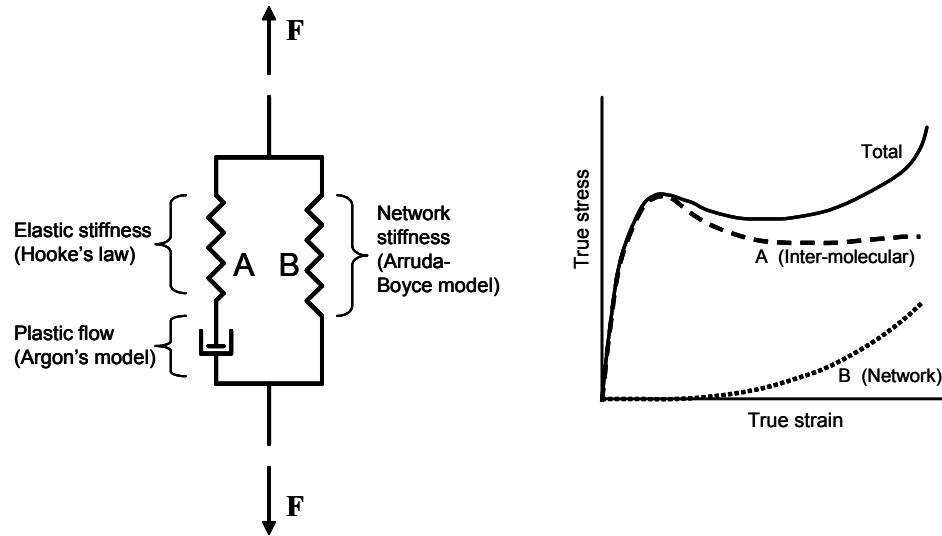 F
Elastic stiffness
(Hooke's law)
A
B
Network
stiffness
(Arruda-
Boyce model)
Plastic flow
(Argon's model)
F
True stress
Total
A (Inter-molecular)
B (Network)
True strain